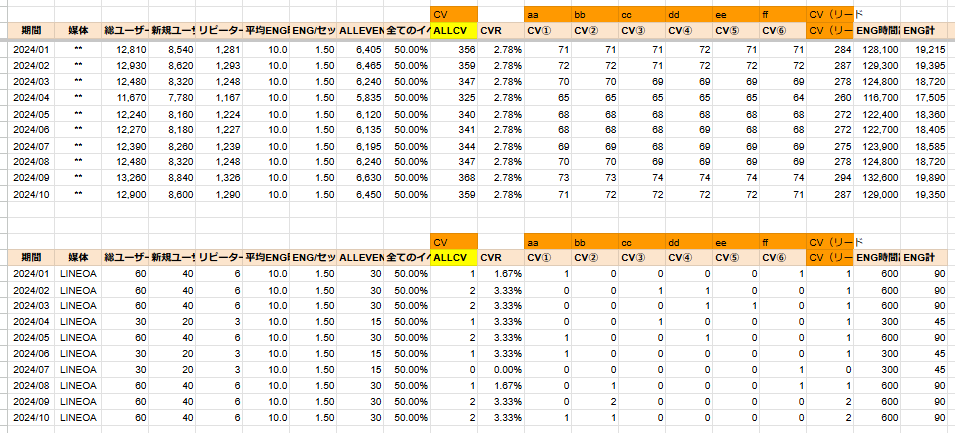 CV aa bb cc dd ee ff CV（リード
期間 媒体 総ユーザー 新規ユーザ リピーター 平均ENG時 ENG/セッ ALLEVEN 全てのイベ ALLCV CVR CV① CV② CV③ CV④ CV⑤ CV⑥ CV（リード ENG時間計 ENG計
2024/01 ** 12,810 8,540 1,281 10.0 1.50 6,405 50.00% 356 2.78% 71 71 71 72 71 71 284 128,100 19,215
2024/02 ** 12,930 8,620 1,293 10.0 1.50 6,465 50.00% 359 2.78% 72 72 71 72 72 72 287 129,300 19,395
2024/03 ** 12,480 8,320 1,248 10.0 1.50 6,240 50.00% 347 2.78% 70 70 69 69 69 69 278 124,800 18,720
2024/04 ** 11,670 7,780 1,167 10.0 1.50 5,835 50.00% 325 2.78% 65 65 65 65 65 64 260 116,700 17,505
2024/05 ** 12,240 8,160 1,224 10.0 1.50 6,120 50.00% 340 2.78% 68 68 68 68 68 68 272 122,400 18,360
2024/06 ** 12,270 8,180 1,227 10.0 1.50 6,135 50.00% 341 2.78% 68 68 68 69 68 68 272 122,700 18,405
2024/07 ** 12,390 8,260 1,239 10.0 1.50 6,195 50.00% 344 2.78% 69 69 68 69 69 69 275 123,900 18,585
2024/08 ** 12,480 8,320 1,248 10.0 1.50 6,240 50.00% 347 2.78% 70 70 69 69 69 69 278 124,800 18,720
2024/09 ** 13,260 8,840 1,326 10.0 1.50 6,630 50.00% 368 2.78% 73 73 74 74 74 74 294 132,600 19,890
2024/10 ** 12,900 8,600 1,290 10.0 1.50 6,450 50.00% 359 2.78% 71 72 72 72 72 71 287 129,000 19,350
CV aa bb cc dd ee ff CV（リード
期間 媒体 総ユーザー 新規ユーザ リピーター 平均ENG時 ENG/セッ ALLEVEN 全てのイベ ALLCV CVR CV① CV② CV③ CV④ CV⑤ CV⑥ CV（リード ENG時間計 ENG計
2024/01 LINEOA 60 40 6 10.0 1.50 30 50.00% 1 1.67% 1 0 0 0 0 1 1 600 90
2024/02 LINEOA 60 40 6 10.0 1.50 30 50.00% 2 3.33% 0 0 1 1 0 0 1 600 90
2024/03 LINEOA 60 40 6 10.0 1.50 30 50.00% 2 3.33% 0 0 0 1 1 0 1 600 90
2024/04 LINEOA 30 20 3 10.0 1.50 15 50.00% 1 3.33% 0 0 1 0 0 0 1 300 45
2024/05 LINEOA 60 40 6 10.0 1.50 30 50.00% 2 3.33% 1 0 0 1 0 0 1 600 90
2024/06 LINEOA 30 20 3 10.0 1.50 15 50.00% 1 3.33% 1 0 0 0 0 0 1 300 45
2024/07 LINEOA 30 20 3 10.0 1.50 15 50.00% 0 0.00% 0 0 0 0 0 1 0 300 45
2024/08 LINEOA 60 40 6 10.0 1.50 30 50.00% 1 1.67% 0 1 0 0 0 1 1 600 90
2024/09 LINEOA 60 40 6 10.0 1.50 30 50.00% 2 3.33% 0 2 0 0 0 0 2 600 90
2024/10 LINEOA 60 40 6 10.0 1.50 30 50.00% 2 3.33% 1 1 0 0 0 0 2 600 90